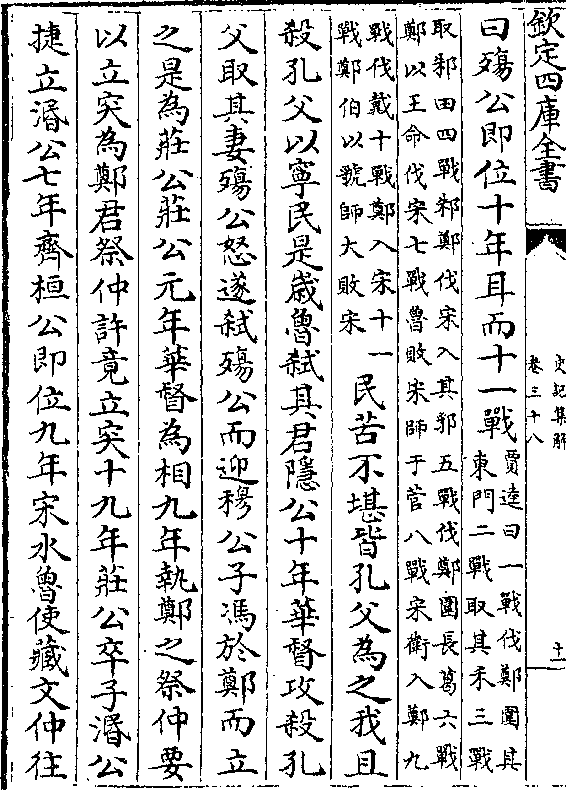 欽定四庫全書
史記集解
卷三十八
十一
曰殤公即位十年耳而十一戰
賈逵曰一戰伐鄭圍其
東門二戰取其禾三戰
取邾田四戰邾鄭伐宋入其郛五戰伐鄭圍長葛六戰
鄭以王命伐宋七戰魯敗宋師于菅八戰宋衛入鄭九
戰伐戴十戰鄭入宋十一
戰鄭伯以虢師大敗宋
民苦不堪皆孔父為之我且
殺孔父以寧民是歲魯弒其君隱公十年華督攻殺孔
父取其妻殤公怒遂弒殤公而迎穆公子馮於鄭而立
之是為莊公莊公元年華督為相九年執鄭之祭仲要
以立突為鄭君祭仲許竟立突十九年莊公卒子湣公
捷立湣公七年齊桓公即位九年宋水魯使臧文仲往